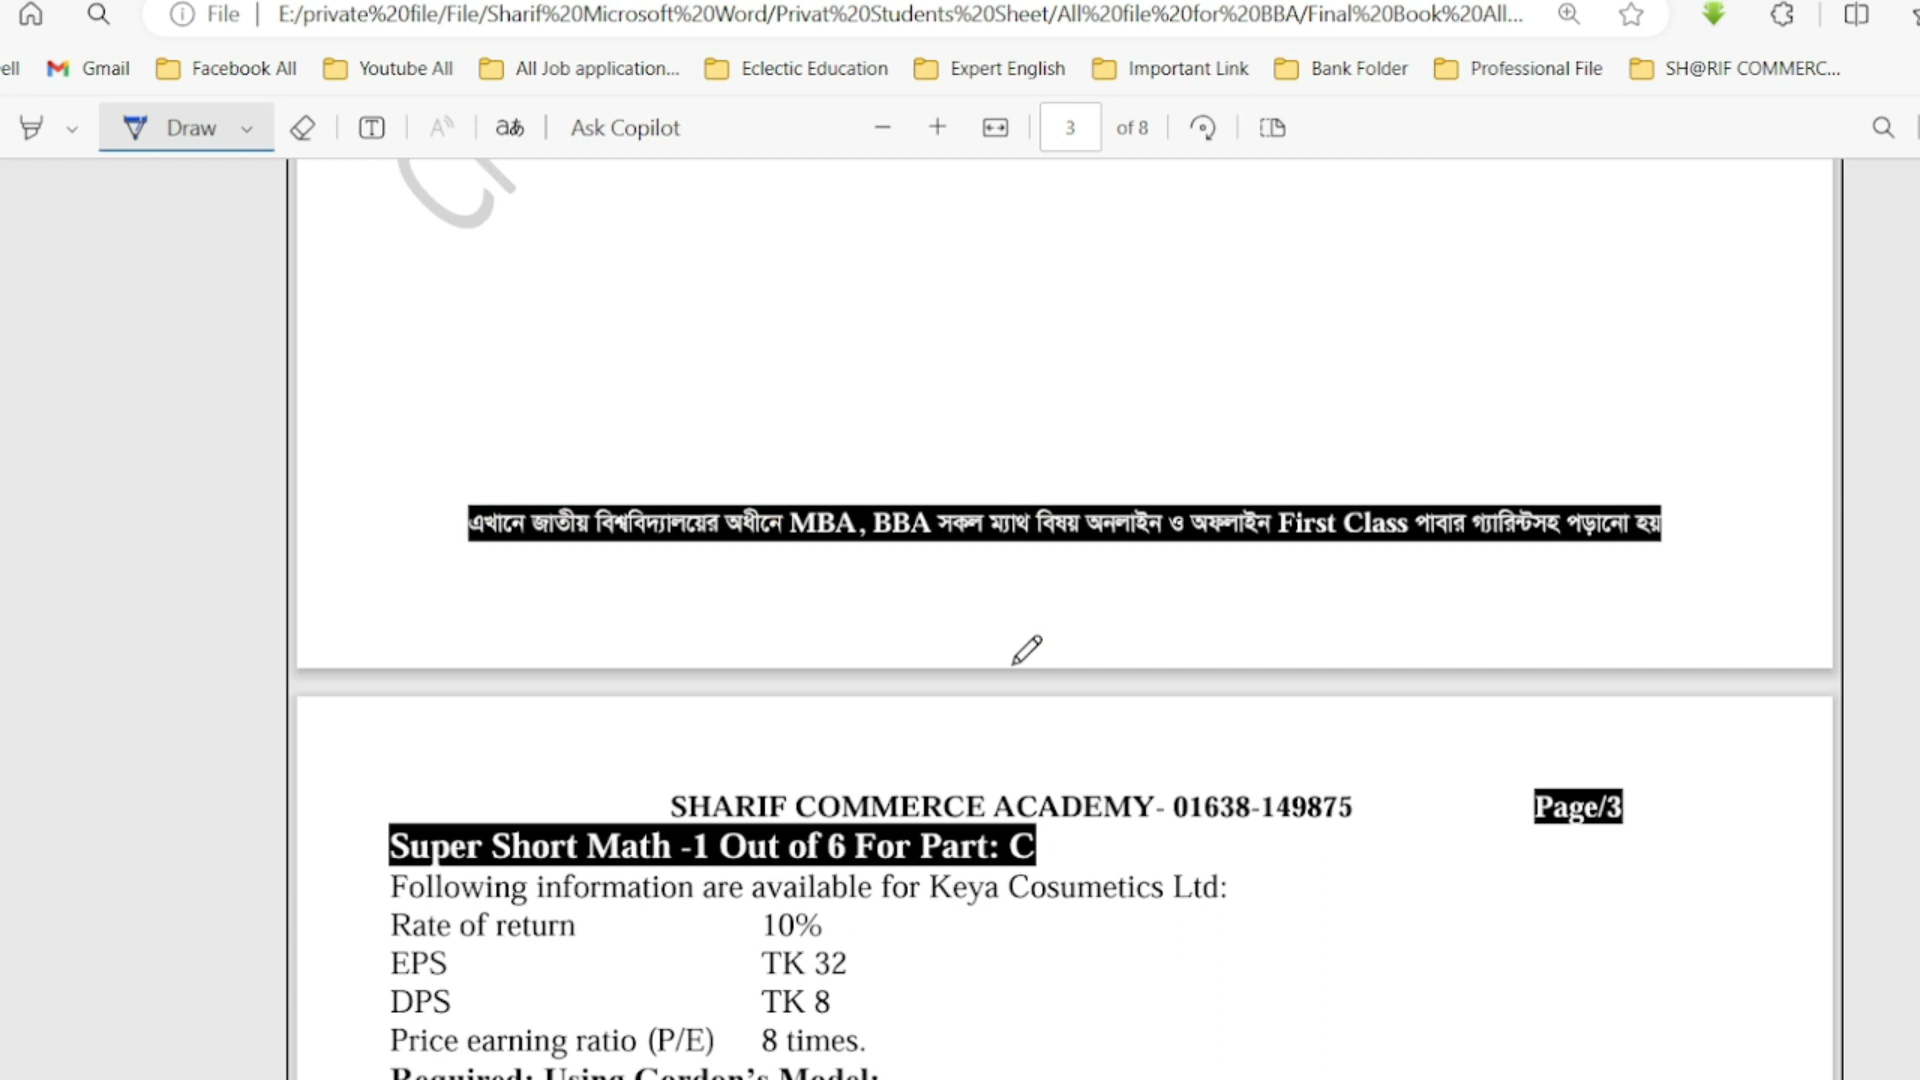 File
E:/private%20file/File/Sharif%20Microsoft%20Word/Privat%20Students%20Sheet/All%20file%20for%20BBA/Final%20Book%20All...
ell Gmail Facebook All Youtube All All Job application... Eclectic Education Expert English Important Link Bank Folder Professional File SH@RIF COMMERC...
Draw Ask Copilot 3 of 8
এখানে জাতীয় বিশ্ববিদ্যালয়ের অধীনে MBA, BBA সকল ম্যাথ বিষয় অনলাইন ও অফলাইন First Class পাবার গ্যারিন্টসহ পড়ানো হয়
SHARIF COMMERCE ACADEMY- 01638-149875 Page/3
Super Short Math -1 Out of 6 For Part: C
Following information are available for Keya Cosumetics Ltd:
Rate of return 10%
EPS TK 32
DPS TK 8
Price earning ratio (P/E) 8 times.
Required: Using Gordon's Model: